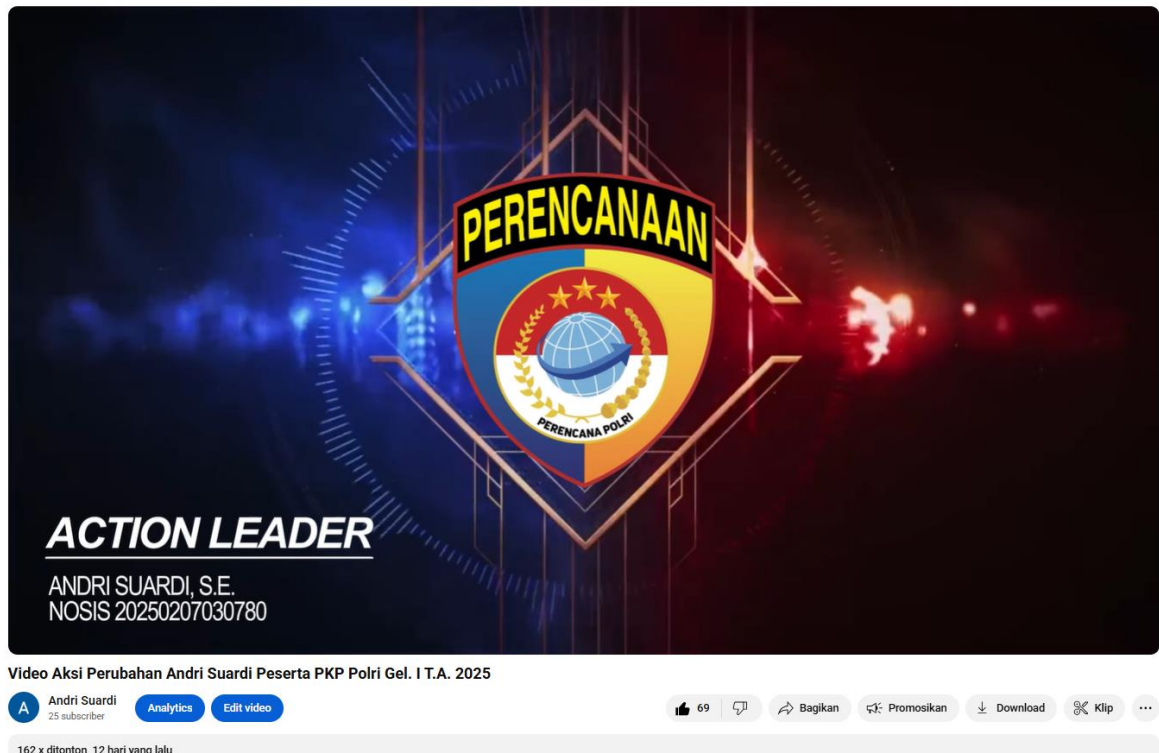 PERENCANAAN
PERENCANA POLRI
ACTION LEADER
ANDRI SUARDI, S.E.
NOSIS 20250207030780
Video Aksi Perubahan Andri Suardi Peserta PKP Polri Gel. I T.A. 2025
A
Andri Suardi
25 subscriber
Analytics
Edit video
69
Bagikan
Promosikan
Download
Klip
162 x ditonton 12 hari yang lalu